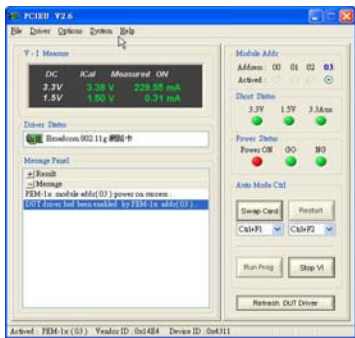 PCIEU V2.6
File Driver Options System Help
V - I Measure
DC ICal Measured ON
3.3V 3.38 V 229.55 mA
1.5V 1.50 V 0.31 mA
Driver Status
Broadcom 802.11g 網路卡
Message Panel
Result
Message
PEM-1x module addr(03) power on success.
DUT driver had been enabled by PEM-1x addr(03).
Module Addr
Address: 00 01 02 03
Actived:
Short Status
3.3V 1.5V 3.3Aux
Power Status
Power ON GO NG
Auto Mode Ctrl
Swap Card Restart
Ctrl+F1 Ctrl+F2
Run Prog Stop VI
Refresh DUT Driver
Actived : PEM-1x (03) Vendor ID : 0x14E4 Device ID : 0x4311